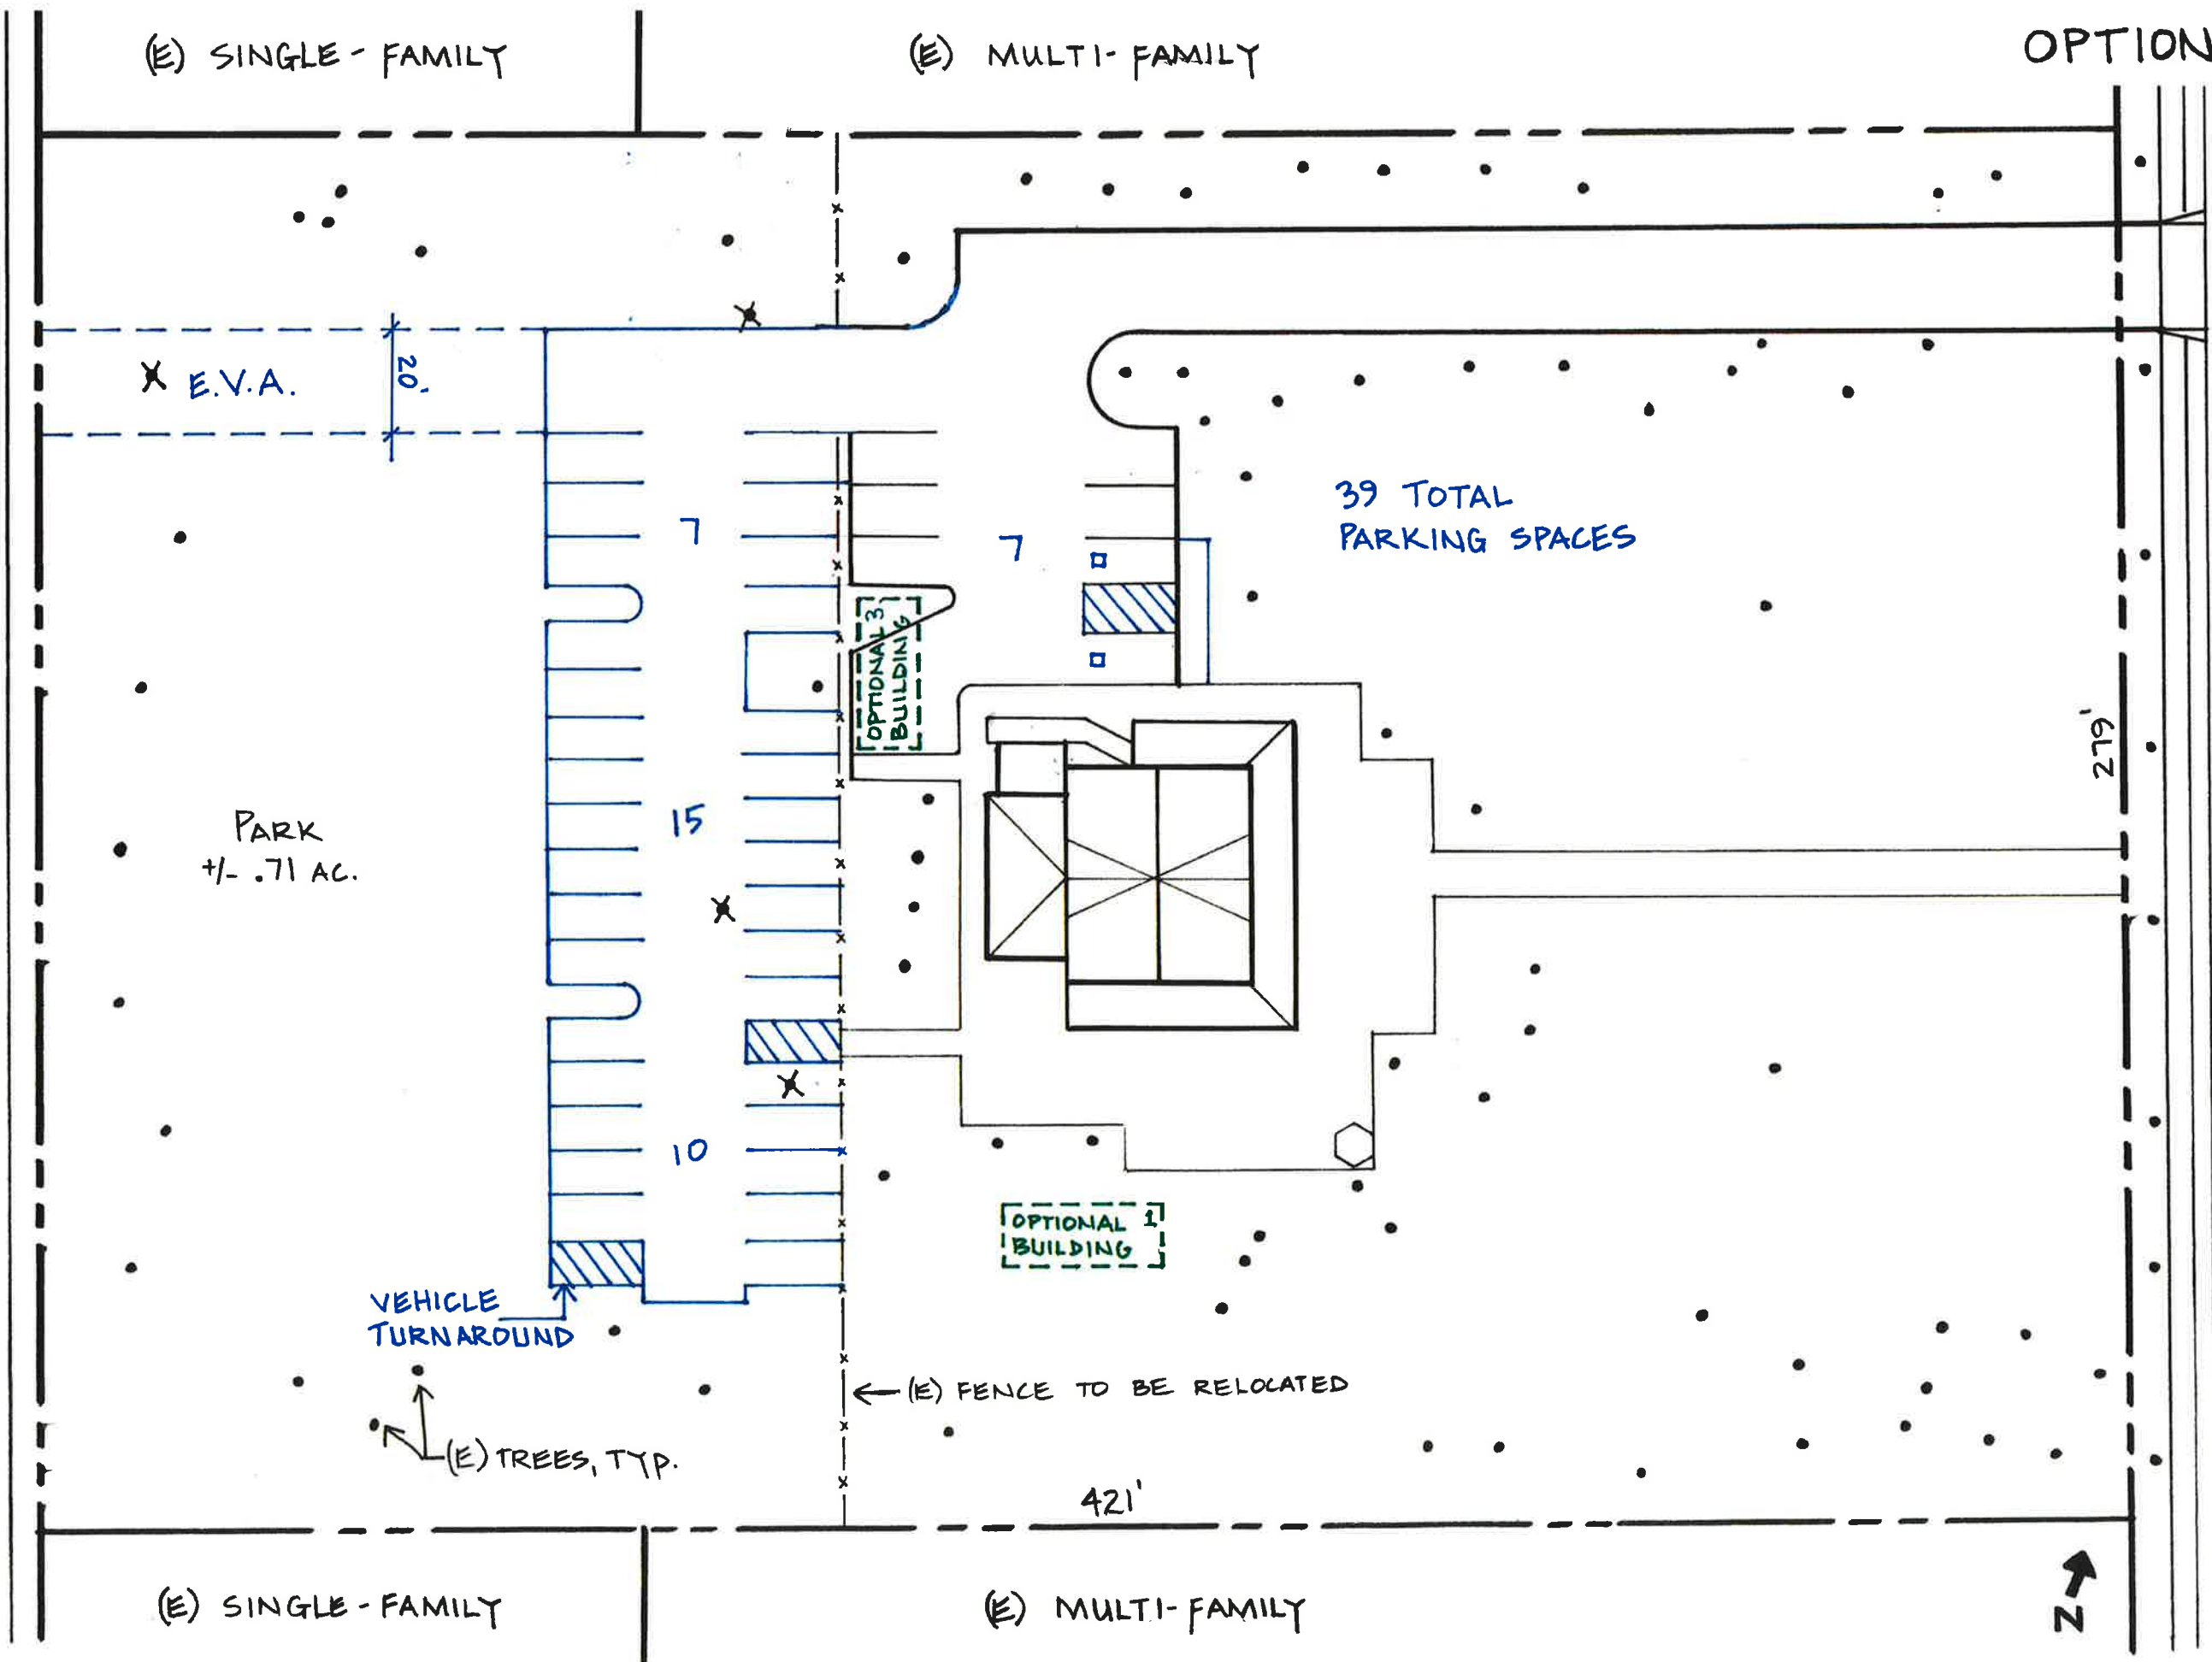 (E) SINGLE-FAMILY
(E) MULTI-FAMILY
OPTION
X E.V.A.
20'
7
7
39 TOTAL
PARKING SPACES
OPTIONAL 3
BUILDING
279'
PARK
+/- .71 AC.
15
10
OPTIONAL 1
BUILDING
VEHICLE
TURNAROUND
(E) FENCE TO BE RELOCATED
(E) TREES, TYP.
421'
(E) SINGLE-FAMILY
(E) MULTI-FAMILY
N